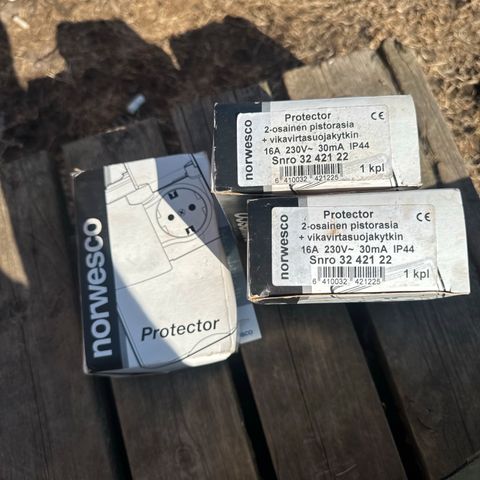 norwesco
Protector
2-osainen pistorasia
+ vikavirtasuojakytkin
16A 230V~ 30mA IP44
Snro 32 421 22
6 410032 421225
1 kpl
CE
norwesco
Protector
2-osainen pistorasia
+ vikavirtasuojakytkin
16A 230V~ 30mA IP44
Snro 32 421 22
6 410032 421225
1 kpl
CE
norwesco
Protector